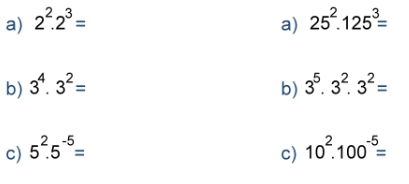 a) 2².2³ =
b) 3⁴. 3² =
c) 5².5⁻⁵ =
a) 25².125³ =
b) 3⁵. 3². 3² =
c) 10².100⁻⁵ =